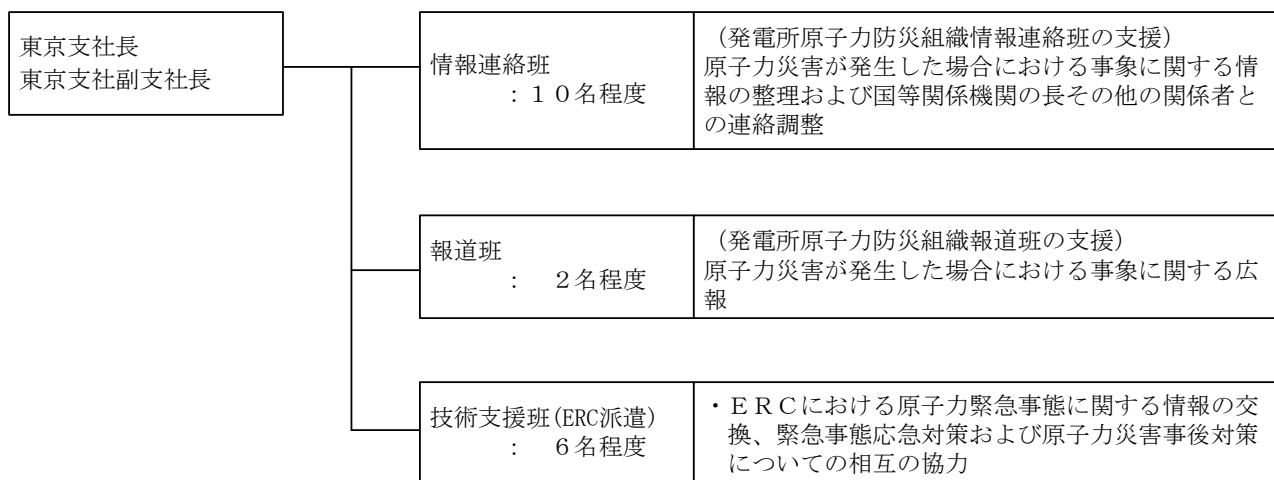 東京支社長
東京支社副支社長
情報連絡班
：１０名程度
（発電所原子力防災組織情報連絡班の支援）
原子力災害が発生した場合における事象に関する情
報の整理および国等関係機関の長その他の関係者と
の連絡調整
報道班
：　２名程度
（発電所原子力防災組織報道班の支援）
原子力災害が発生した場合における事象に関する広
報
技術支援班(ERC派遣)
：　６名程度
・ＥＲＣにおける原子力緊急事態に関する情報の交
換、緊急事態応急対策および原子力災害事後対策
についての相互の協力